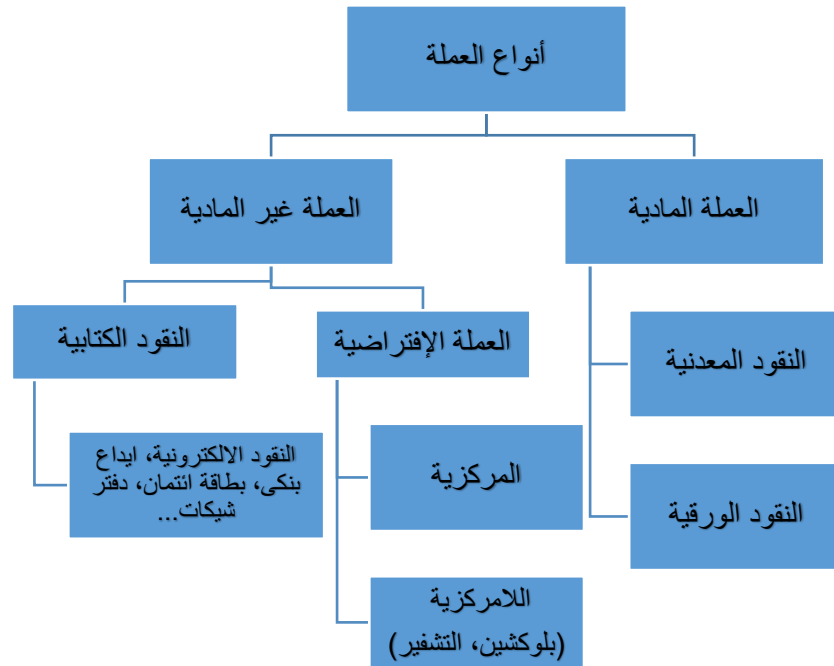 أنواع العملة
العملة المادية
العملة غير المادية
النقود المعدنية
النقود الورقية
العملة الإفتراضية
المركزية
اللامركزية
(بلوكشين، التشفير)
النقود الكتابية
النقود الالكترونية، ايداع
بنكى، بطاقة ائتمان، دفتر
شيكات...